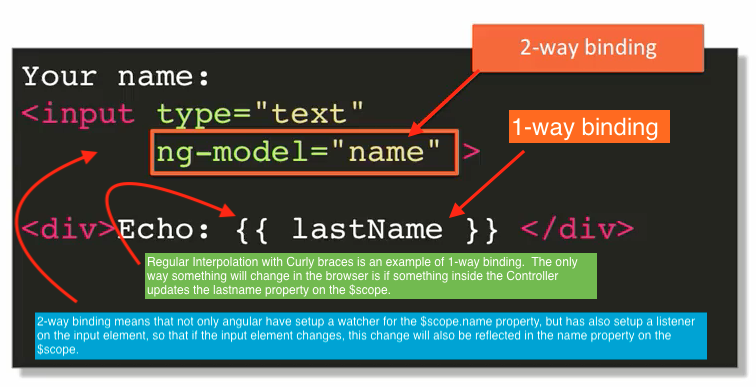 2-way binding
Your name:
<input type="text"
1-way binding
ng-model="name" >
<div>Echo: {{ lastName }} </div>
Regular Interpolation with Curly braces is an example of 1-way binding. The only
way something will change in the browser is if something inside the Controller
updates the lastname property on the $scope.
2-way binding means that not only angular have setup a watcher for the $scope.name property, but has also setup a listener
on the input element, so that if the input element changes, this change will also be reflected in the name property on the
$scope.